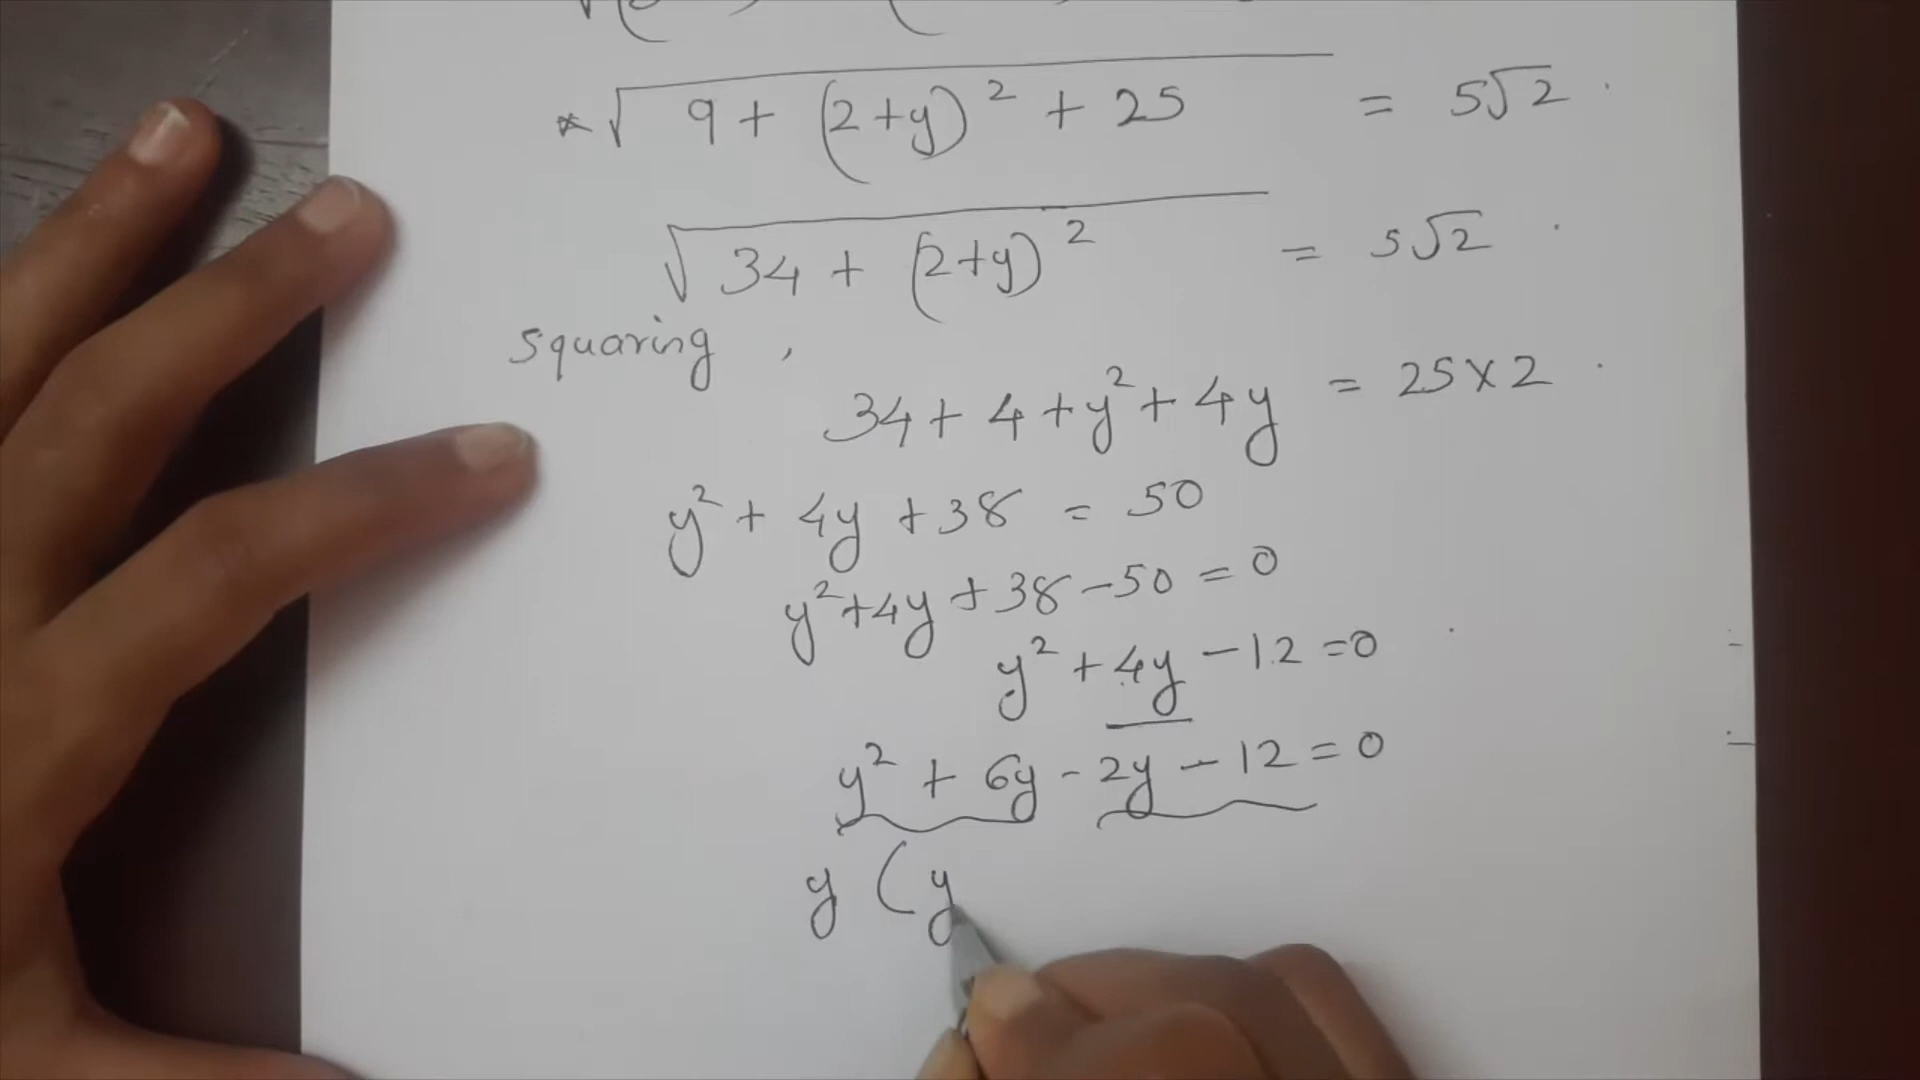 √9 + (2+y)² + 25 = 5√2
√34 + (2+y)² = 5√2
squaring,
34 + 4 + y² + 4y = 25 x 2
y² + 4y + 38 = 50
y² + 4y + 38 - 50 = 0
y² + 4y - 12 = 0
y² + 6y - 2y - 12 = 0
y (y